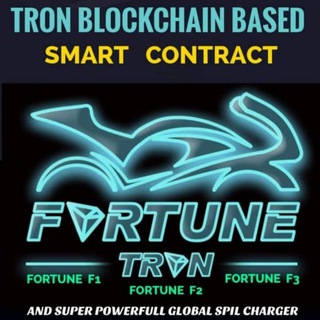 TRON BLOCKCHAIN BASED
SMART CONTRACT
FORTUNE
TRON
FORTUNE F1
FORTUNE F2
FORTUNE F3
AND SUPER POWERFULL GLOBAL SPIL CHARGER